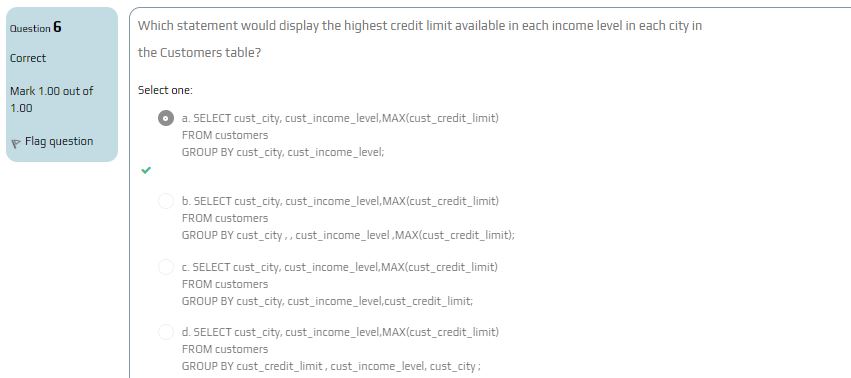 Question 6
Correct
Mark 1.00 out of
1.00
Flag question
Which statement would display the highest credit limit available in each income level in each city in
the Customers table?
Select one:
a. SELECT cust_city, cust_income_level,MAX(cust_credit_limit)
FROM customers
GROUP BY cust_city, cust_income_level;
b. SELECT cust_city, cust_income_level,MAX(cust_credit_limit)
FROM customers
GROUP BY cust_city , , cust_income_level ,MAX(cust_credit_limit);
c. SELECT cust_city, cust_income_level,MAX(cust_credit_limit)
FROM customers
GROUP BY cust_city, cust_income_level,cust_credit_limit;
d. SELECT cust_city, cust_income_level,MAX(cust_credit_limit)
FROM customers
GROUP BY cust_credit_limit , cust_income_level, cust_city ;